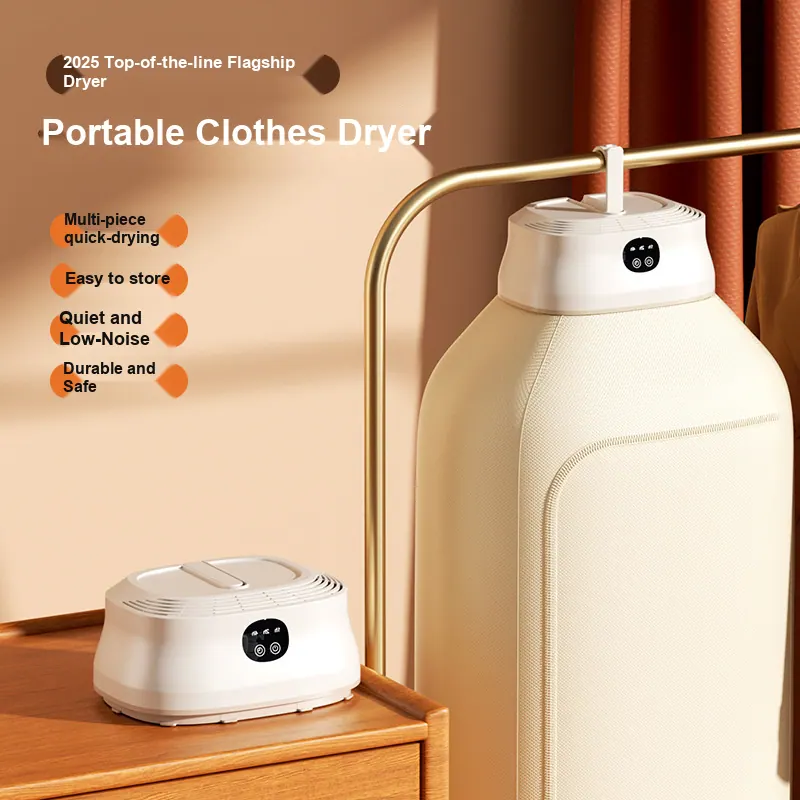 2025 Top-of-the-line Flagship
Dryer
Portable Clothes Dryer
Multi-piece
quick-drying
Easy to store
Quiet and
Low-Noise
Durable and
Safe